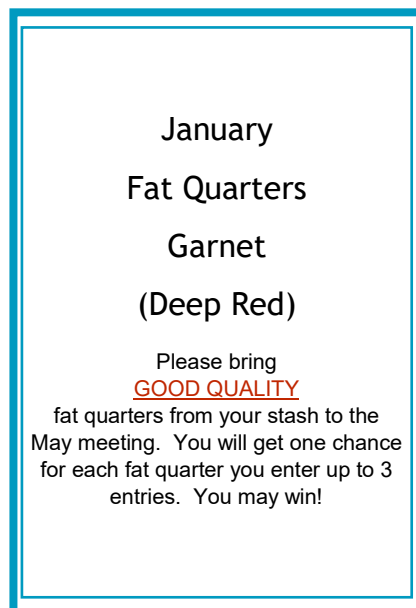 January
Fat Quarters
Garnet
(Deep Red)
Please bring
GOOD QUALITY
fat quarters from your stash to the
May meeting.  You will get one chance
for each fat quarter you enter up to 3
entries.  You may win!